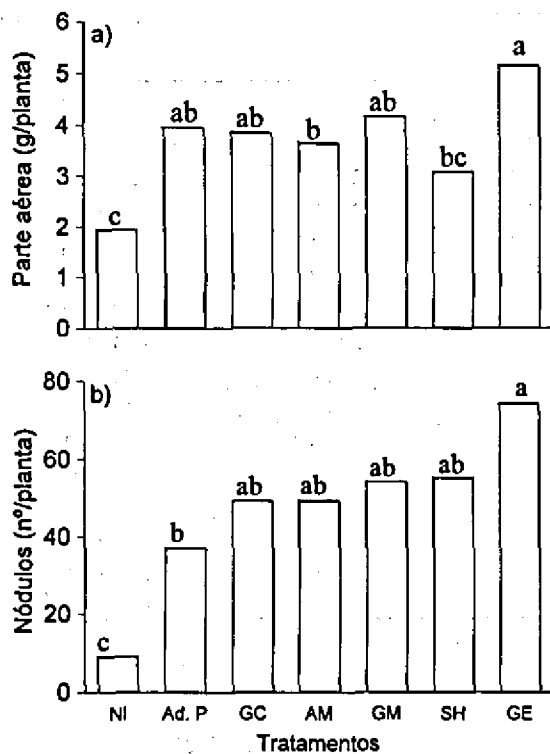 a)
Parte aérea (g/planta)
6
5
4
3
2
1
0
c
ab
ab
b
ab
bc
a
b)
Nódulos (nº/planta)
80
60
40
20
0
c
b
ab
ab
ab
ab
a
NI Ad. P GC AM GM SH GE
Tratamentos